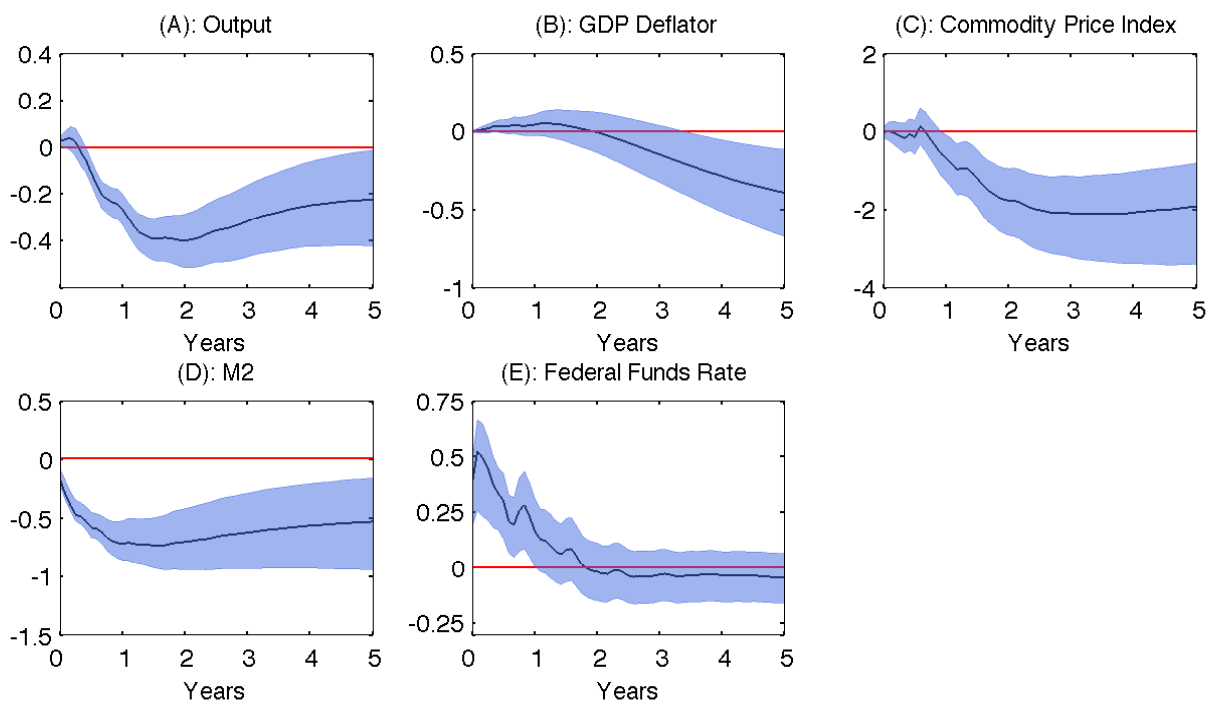 (A): Output
0.4
0.2
0
-0.2
-0.4
0 1 2 3 4 5
Years
(B): GDP Deflator
0.5
0
-0.5
-1
0 1 2 3 4 5
Years
(C): Commodity Price Index
2
0
-2
-4
0 1 2 3 4 5
Years
(D): M2
0.5
0
-0.5
-1
-1.5
0 1 2 3 4 5
Years
(E): Federal Funds Rate
0.75
0.5
0.25
0
-0.25
0 1 2 3 4 5
Years